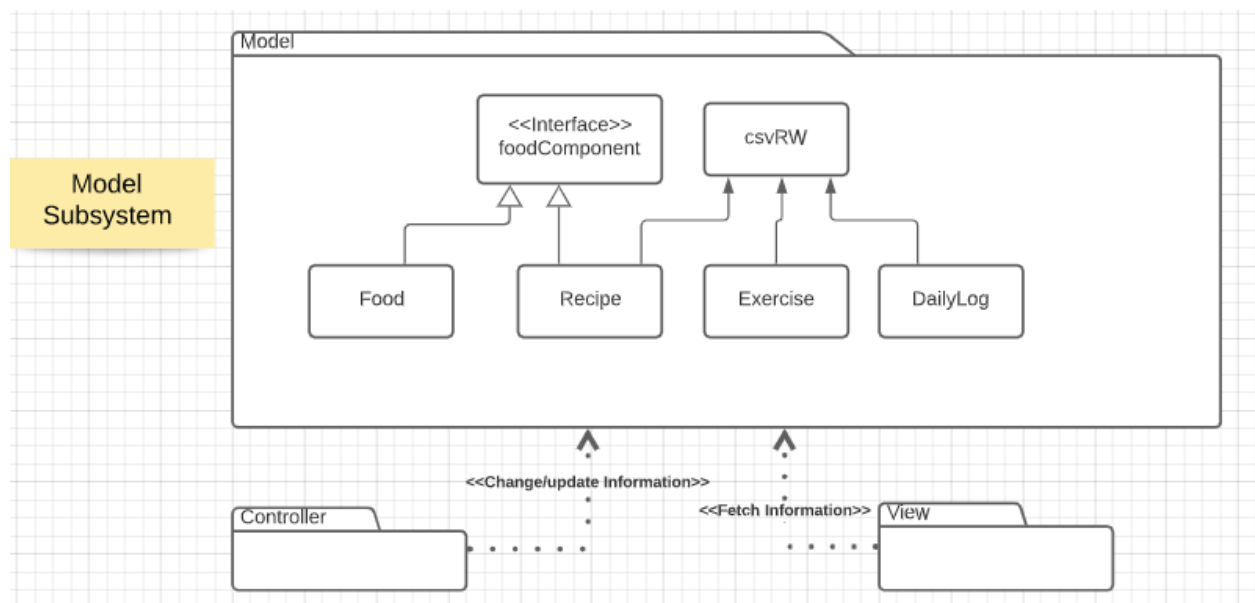 Model
<<Interface>>
foodComponent
csvRW
Model
Subsystem
Food
Recipe
Exercise
DailyLog
<<Change/update Information>>
<<Fetch Information>>
Controller
View